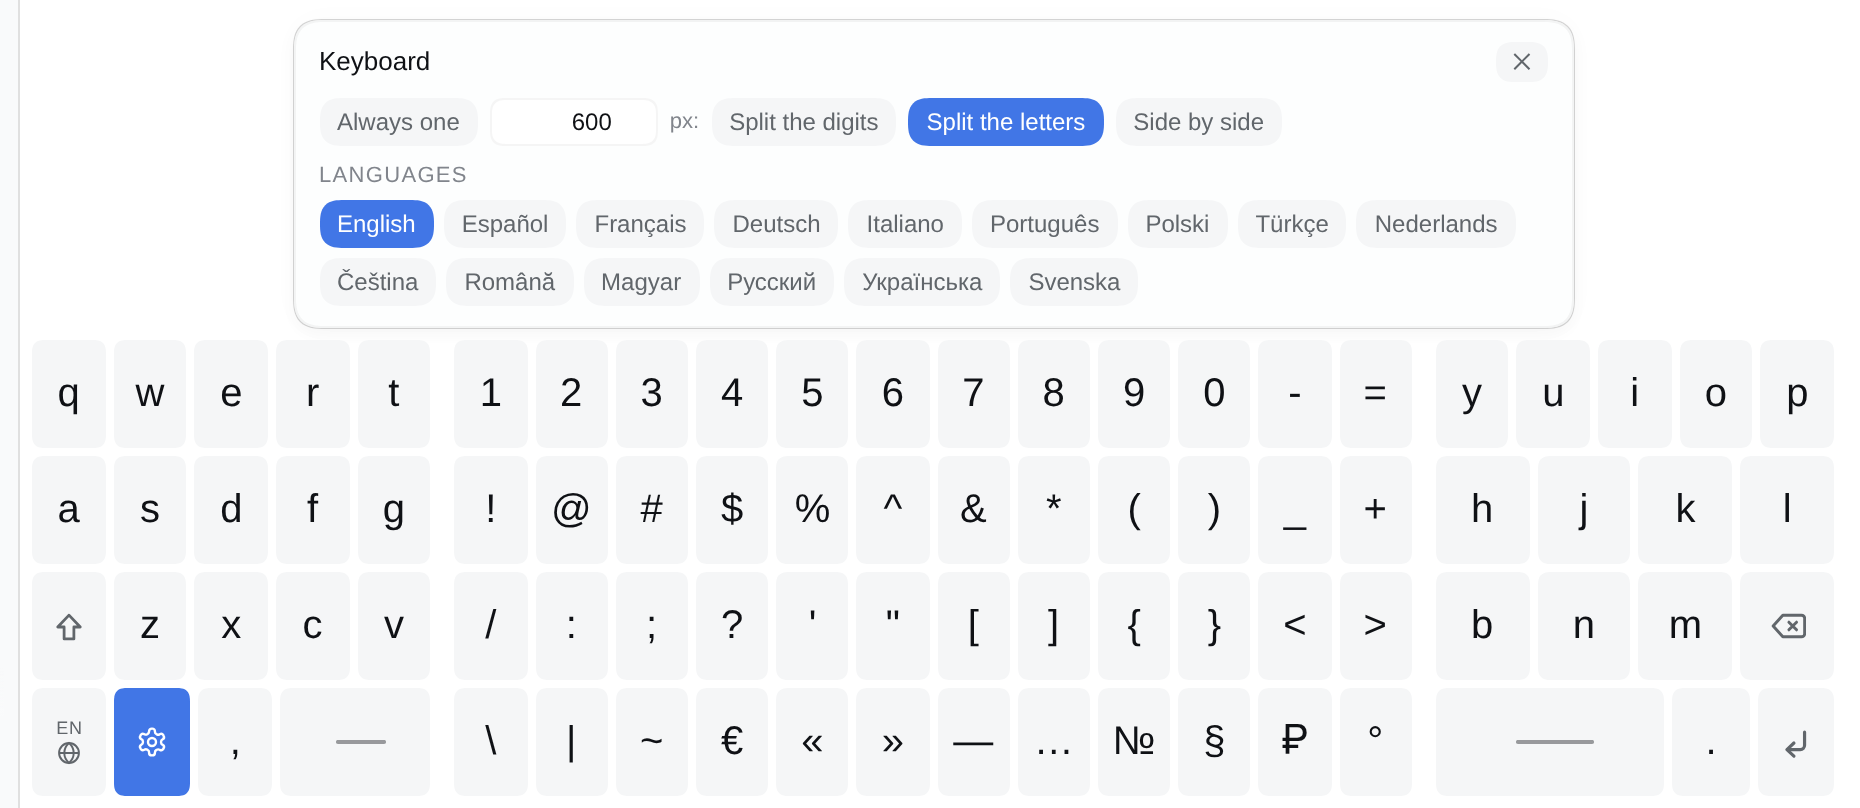 Keyboard
Always one 600 px: Split the digits Split the letters Side by side
LANGUAGES
English Español Français Deutsch Italiano Português Polski Türkçe Nederlands
Čeština Română Magyar Русский Українська Svenska
q w e r t 1 2 3 4 5 6 7 8 9 0 - = y u i o p
a s d f g ! @ # $ % ^ & * ( ) _ + h j k l
z x c v / : ; ? ' " [ ] { } < > b n m
EN , \ | ~ € « » — … № § ₽ ° .